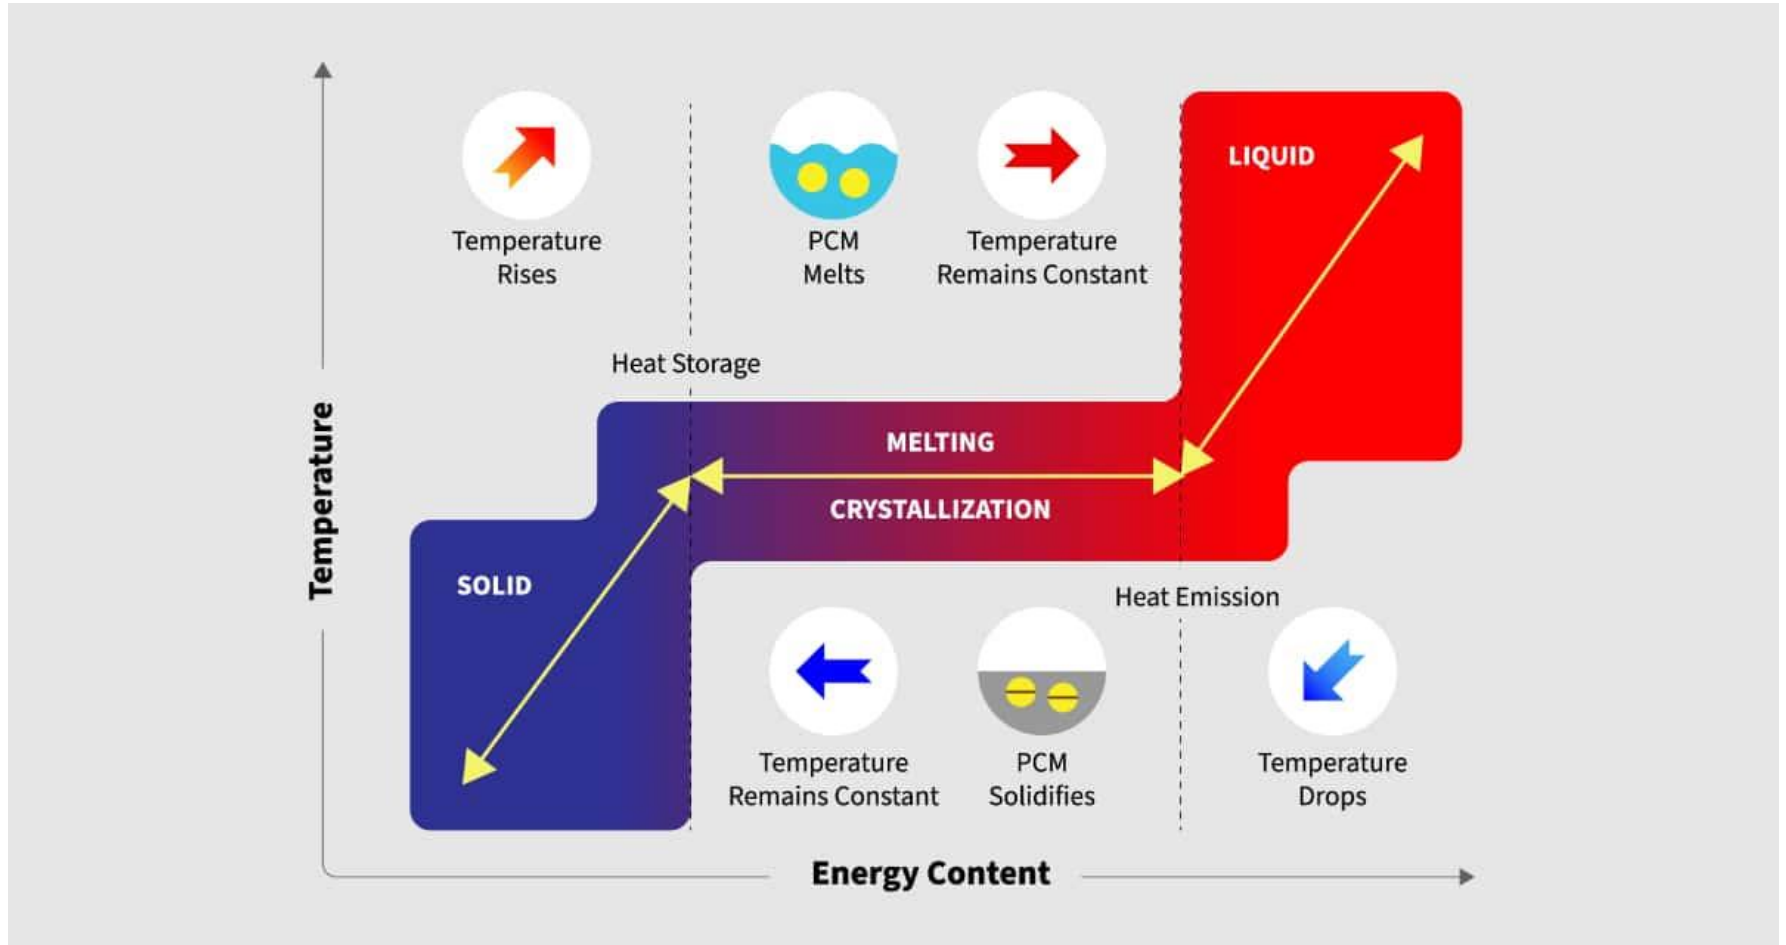 LIQUID
Temperature
Rises
PCM
Melts
Temperature
Remains Constant
Heat Storage
MELTING
CRYSTALLIZATION
Temperature
SOLID
Heat Emission
Temperature
Remains Constant
PCM
Solidifies
Temperature
Drops
Energy Content